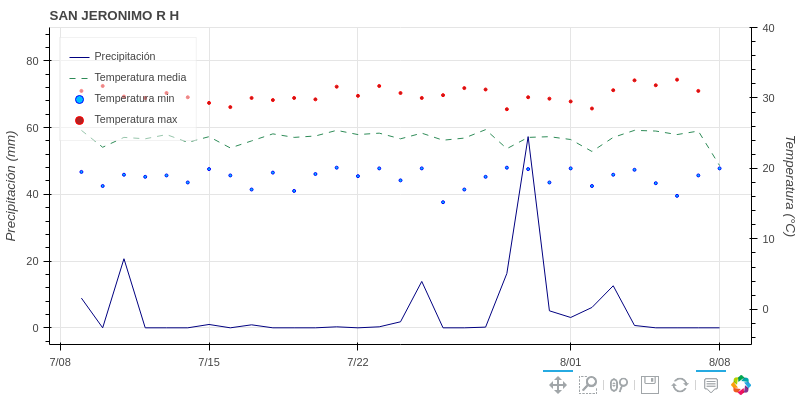 SAN JERONIMO R H
Precipitación
Temperatura media
Temperatura min
Temperatura max
Precipitación (mm)
80
60
40
20
0
Temperatura (°C)
40
30
20
10
0
7/08
7/15
7/22
8/01
8/08